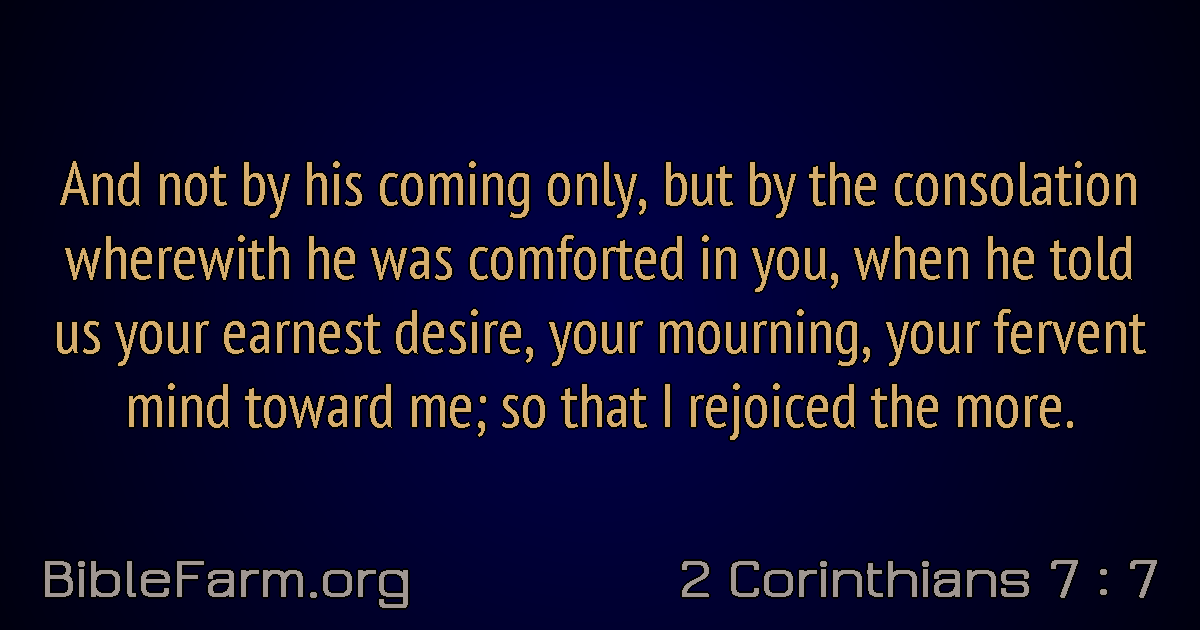 And not by his coming only, but by the consolation
wherewith he was comforted in you, when he told
us your earnest desire, your mourning, your fervent
mind toward me; so that I rejoiced the more.
BibleFarm.org
2 Corinthians 7 : 7